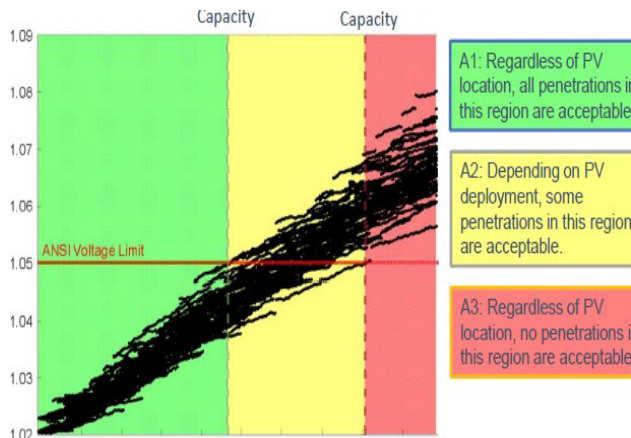 Capacity
Capacity
1.09
1.08
1.07
1.06
1.05
1.04
1.03
1.02
ANSI Voltage Limit
A1: Regardless of PV
location, all penetrations in
this region are acceptable
A2: Depending on PV
deployment, some
penetrations in this region
are acceptable.
A3: Regardless of PV
location, no penetrations i
this region are acceptable